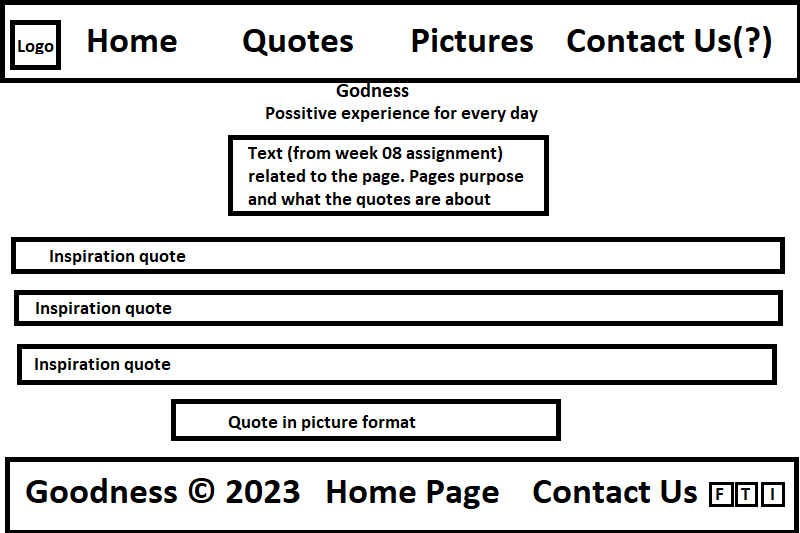 Logo Home Quotes Pictures Contact Us(?)
Godness
Possitive experience for every day
Text (from week 08 assignment)
related to the page. Pages purpose
and what the quotes are about
Inspiration quote
Inspiration quote
Inspiration quote
Quote in picture format
Goodness © 2023 Home Page Contact Us F T I